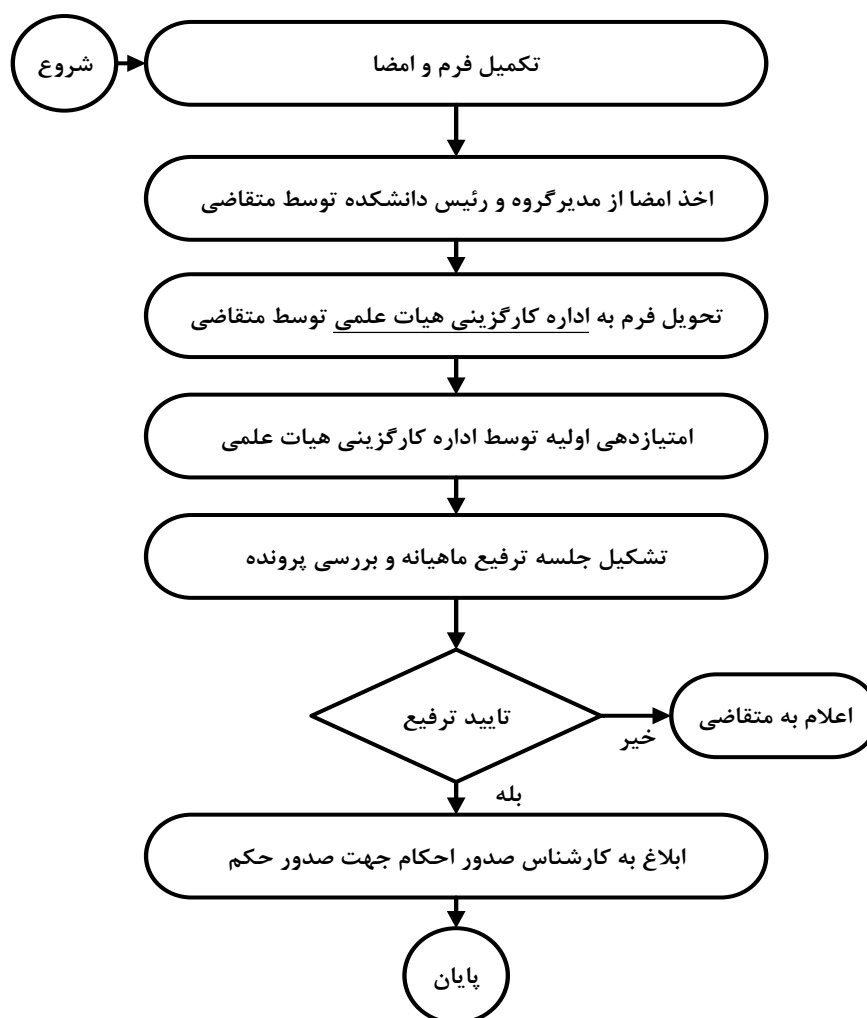 شروع
تکمیل فرم و امضا
اخذ امضا از مدیرگروه و رئیس دانشکده توسط متقاضی
تحویل فرم به اداره کارگزینی هیات علمی توسط متقاضی
امتیازدهی اولیه توسط اداره کارگزینی هیات علمی
تشکیل جلسه ترفیع ماهیانه و بررسی پرونده
تایید ترفیع
خیر
اعلام به متقاضی
بله
ابلاغ به کارشناس صدور احکام جهت صدور حکم
پایان